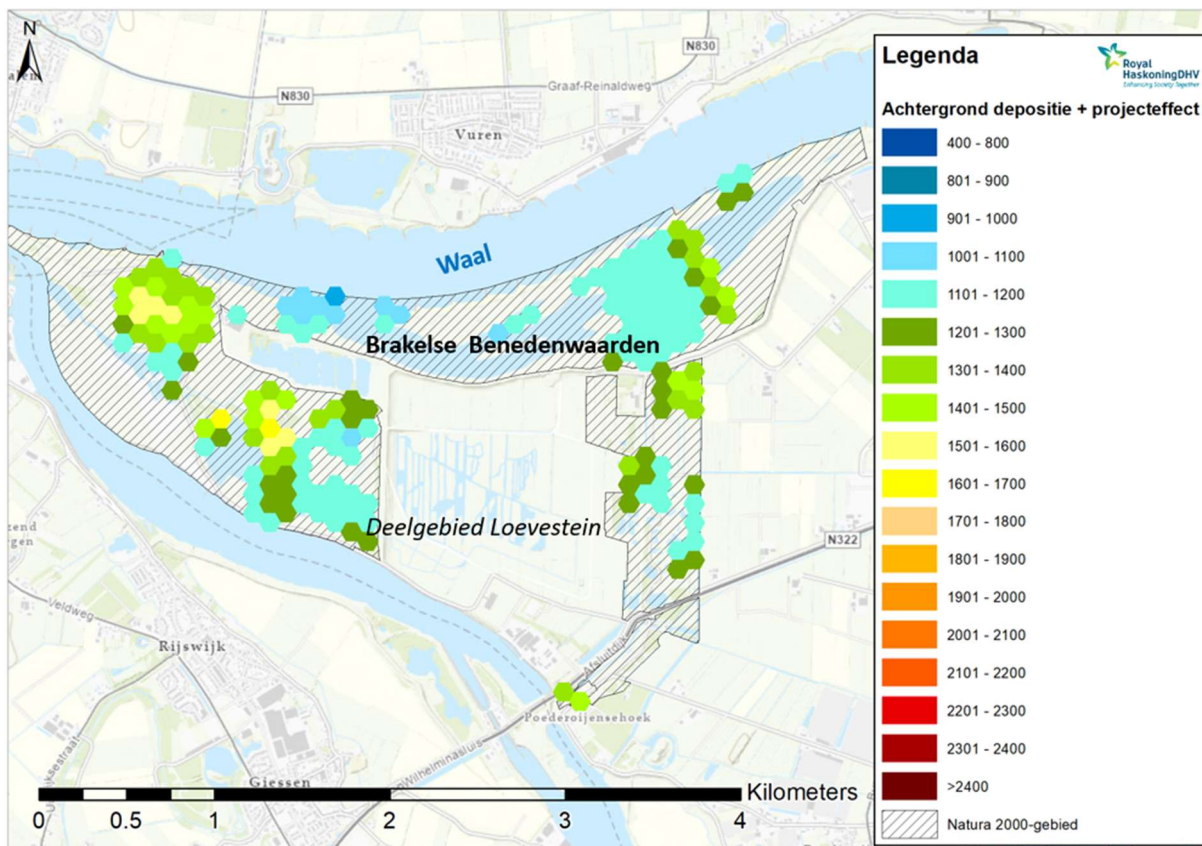 N
N830
N830
Graaf-Reinaldweg
Vuren
Waal
Brakelse Benedenwaarden
Deelgebied Loevestein
N322
Veldweg
Rijswijk
Afsluitdijk
Poederoijensehoek
Wilhelminasluis
Giessen
Kilometers
0 0.5 1 2 3 4
Legenda
Royal
HaskoningDHV
Enhancing Society Together
Achtergrond depositie + projecteffect
400 - 800
801 - 900
901 - 1000
1001 - 1100
1101 - 1200
1201 - 1300
1301 - 1400
1401 - 1500
1501 - 1600
1601 - 1700
1701 - 1800
1801 - 1900
1901 - 2000
2001 - 2100
2101 - 2200
2201 - 2300
2301 - 2400
>2400
Natura 2000-gebied